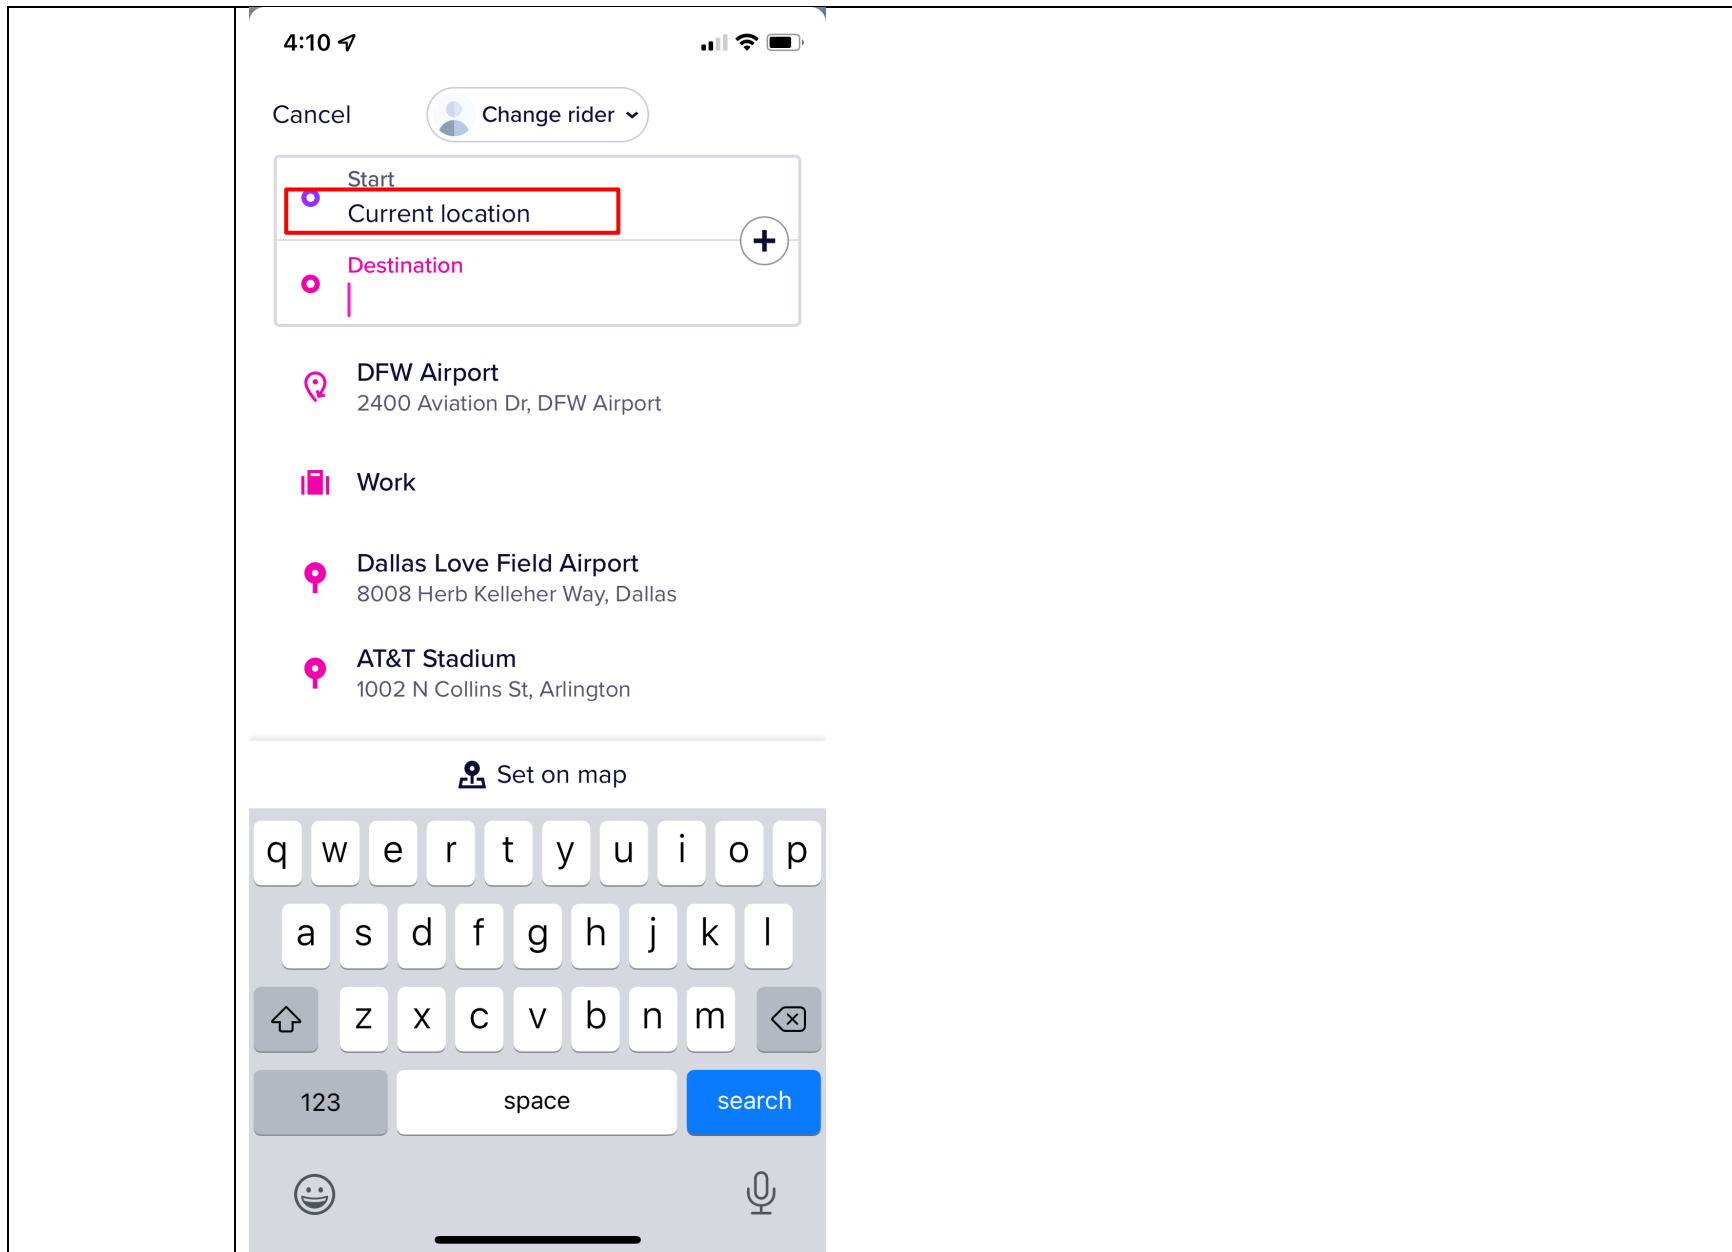 4:10
Cancel
Change rider
Start
Current location
Destination
DFW Airport
2400 Aviation Dr, DFW Airport
Work
Dallas Love Field Airport
8008 Herb Kelleher Way, Dallas
AT&T Stadium
1002 N Collins St, Arlington
Set on map
q w e r t y u i o p
a s d f g h j k l
z x c v b n m
123 space search